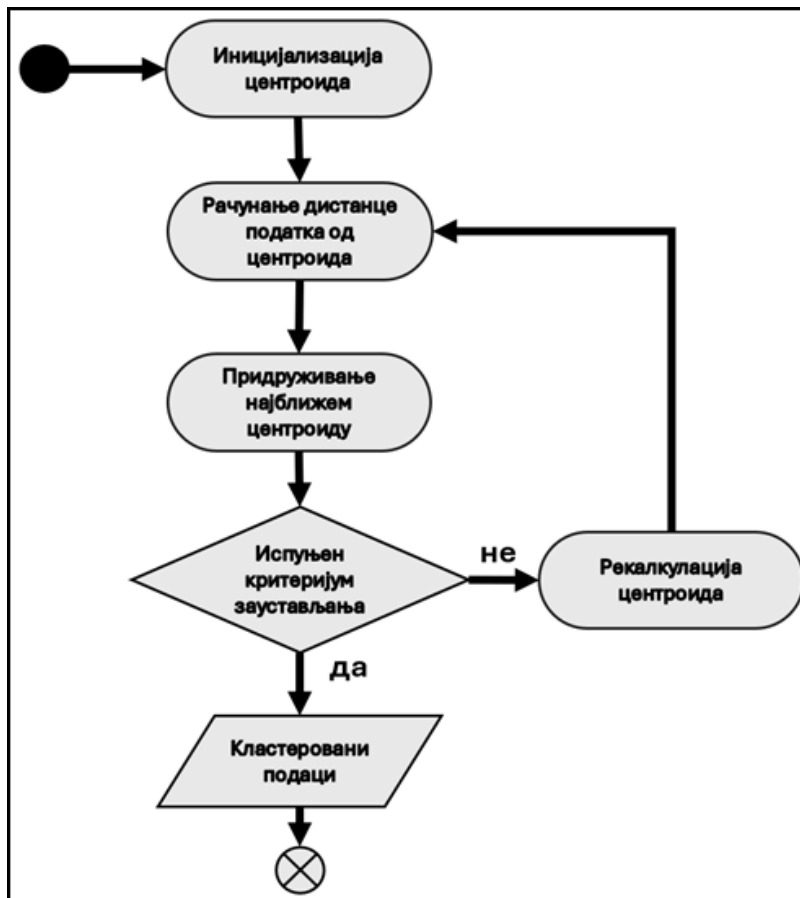 Иницијализација
центроида
Рачунање дистанце
податка од
центроида
Придруживање
најближем
центроиду
Испуњен
критеријум
заустављања
не
Рекалкулација
центроида
да
Кластеровани
подаци